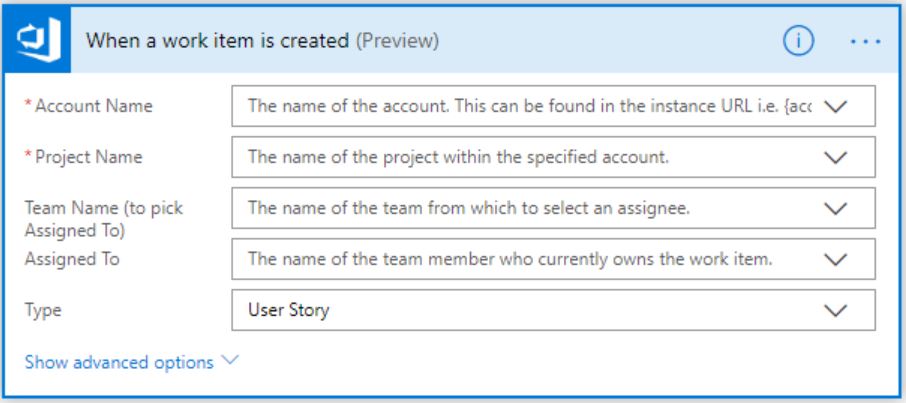 When a work item is created (Preview)
* Account Name The name of the account. This can be found in the instance URL i.e. {acc
* Project Name The name of the project within the specified account.
Team Name (to pick
Assigned To) The name of the team from which to select an assignee.
Assigned To The name of the team member who currently owns the work item.
Type User Story
Show advanced options